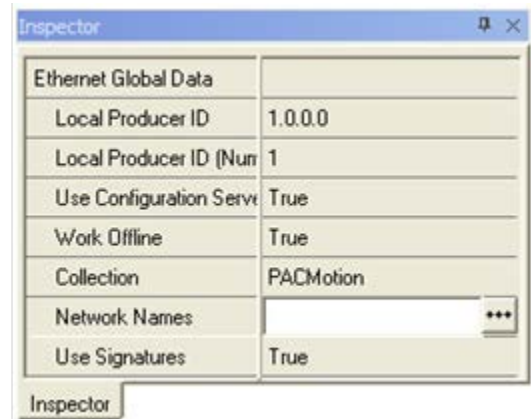 Inspector
Ethernet Global Data
Local Producer ID 1.0.0.0
Local Producer ID (Num 1
Use Configuration Serve True
Work Offline True
Collection PACMotion
Network Names
Use Signatures True
Inspector